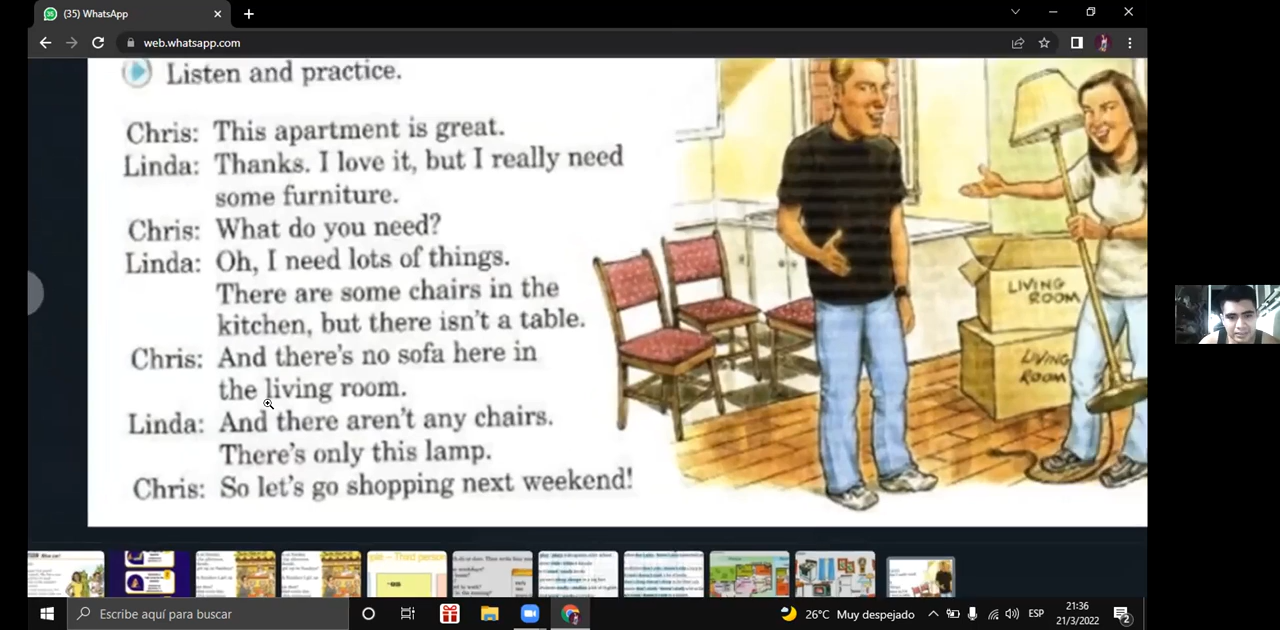 (35) WhatsApp
web.whatsapp.com
Listen and practice.
Chris: This apartment is great.
Linda: Thanks. I love it, but I really need
some furniture.
Chris: What do you need?
Linda: Oh, I need lots of things.
There are some chairs in the
kitchen, but there isn't a table.
Chris: And there's no sofa here in
the living room.
Linda: And there aren't any chairs.
There's only this lamp.
Chris: So let's go shopping next weekend!
LIVING
ROOM
LIVING
ROOM
Escribe aquí para buscar
26°C Muy despejado
ESP
21:36
21/3/2022
2